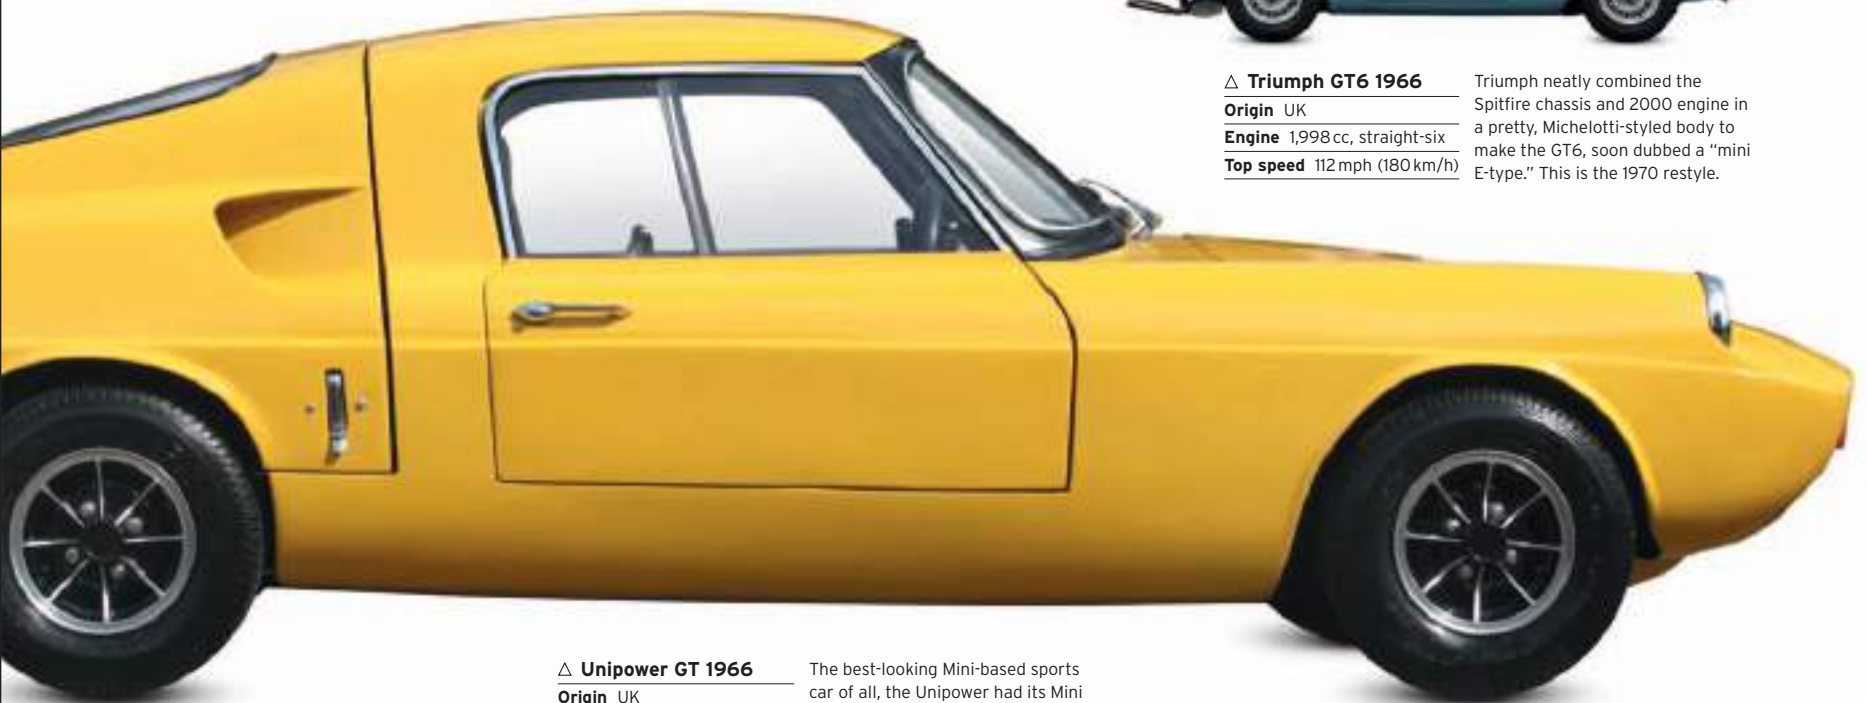 △ Triumph GT6 1966
Origin UK
Engine 1,998 cc, straight-six
Top speed 112 mph (180 km/h)
Triumph neatly combined the
Spitfire chassis and 2000 engine in
a pretty, Michelotti-styled body to
make the GT6, soon dubbed a “mini
E-type.” This is the 1970 restyle.
△ Unipower GT 1966
Origin UK
The best-looking Mini-based sports
car of all, the Unipower had its Mini